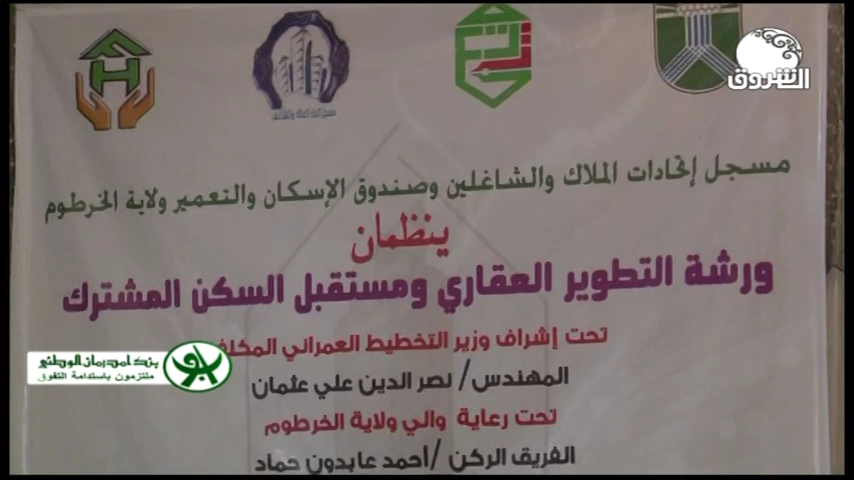 الشروق
مسجل إتحادات الملاك والشاغلين وصندوق الإسكان والتعمير ولاية الخرطوم
ينظمان
ورشة التطوير العقاري ومستقبل السكن المشترك
تحت إشراف وزير التخطيط العمراني المكلف
المهندس/ نصر الدين علي عثمان
تحت رعاية والي ولاية الخرطوم
الفريق الركن /أحمد عابدون حماد
بنك امدرمان الوطني
ملتزمون باستدامة التفوق